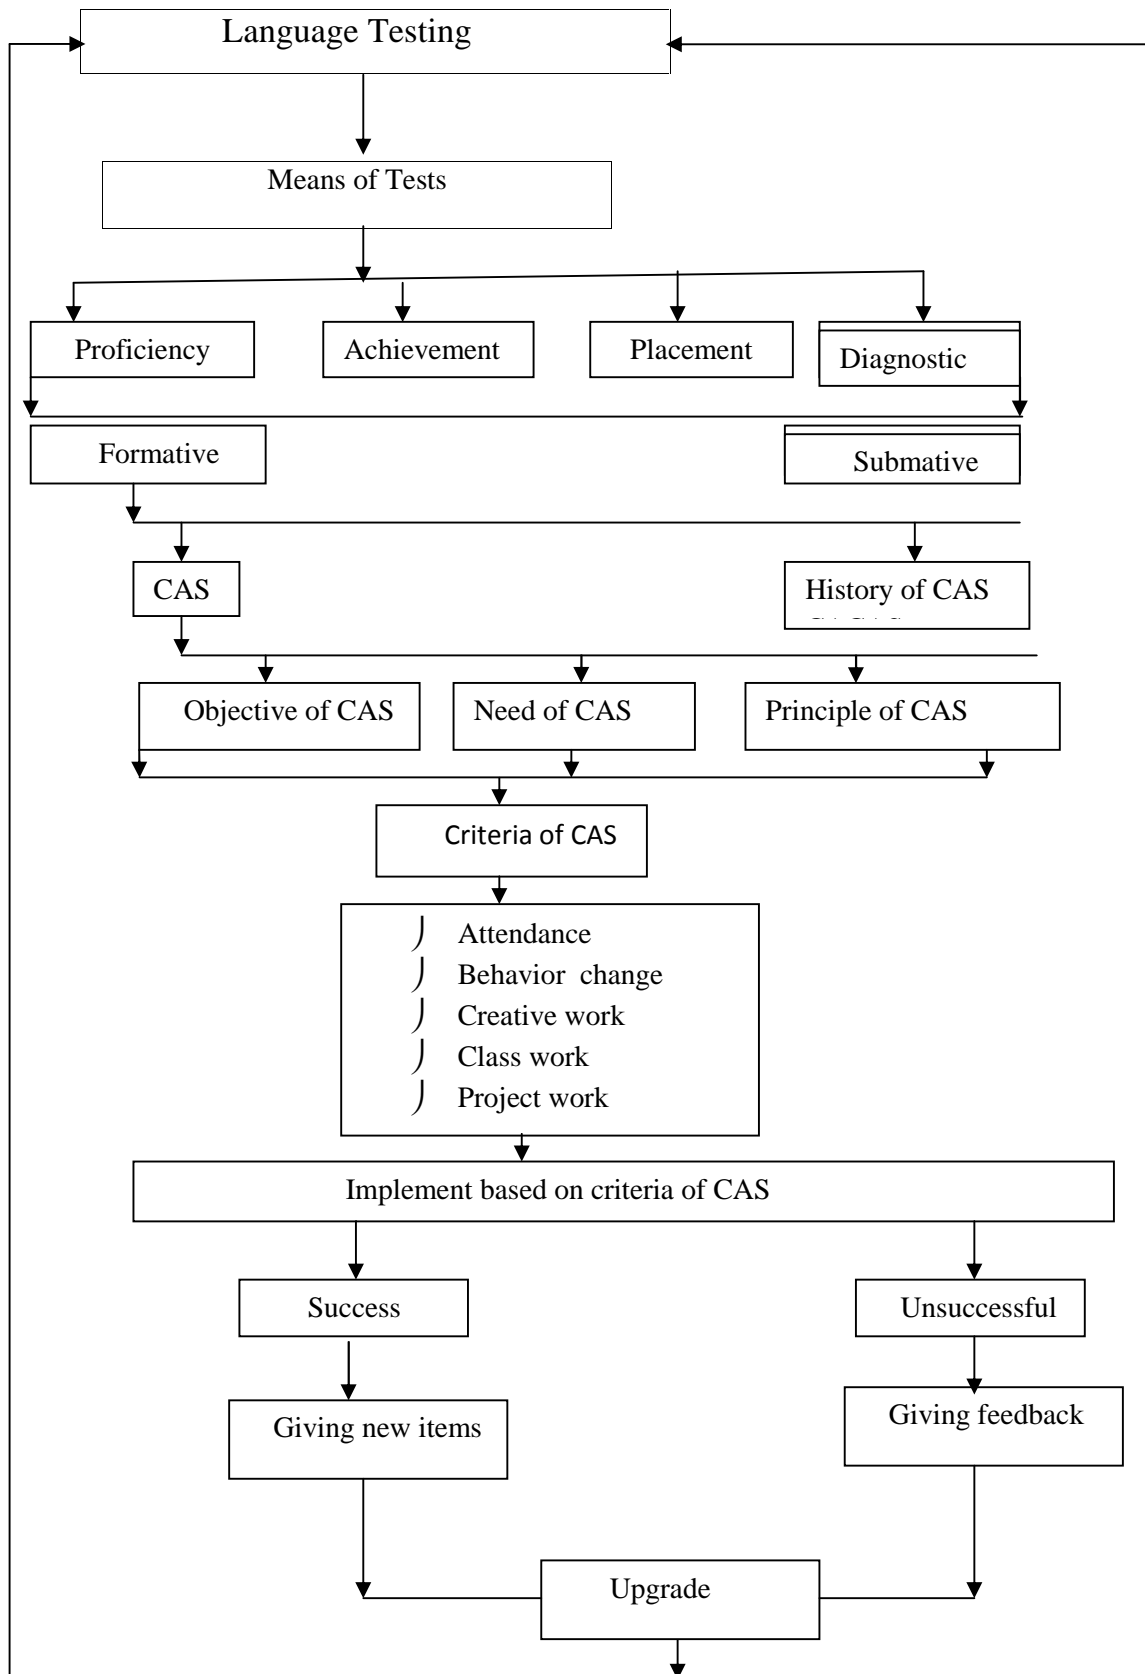 Language Testing
Means of Tests
Proficiency
Achievement
Placement
Diagnostic
Formative
Submative
CAS
History of CAS
Objective of CAS
Need of CAS
Principle of CAS
Criteria of CAS
Attendance
Behavior change
Creative work
Class work
Project work
Implement based on criteria of CAS
Success
Unsuccessful
Giving new items
Giving feedback
Upgrade